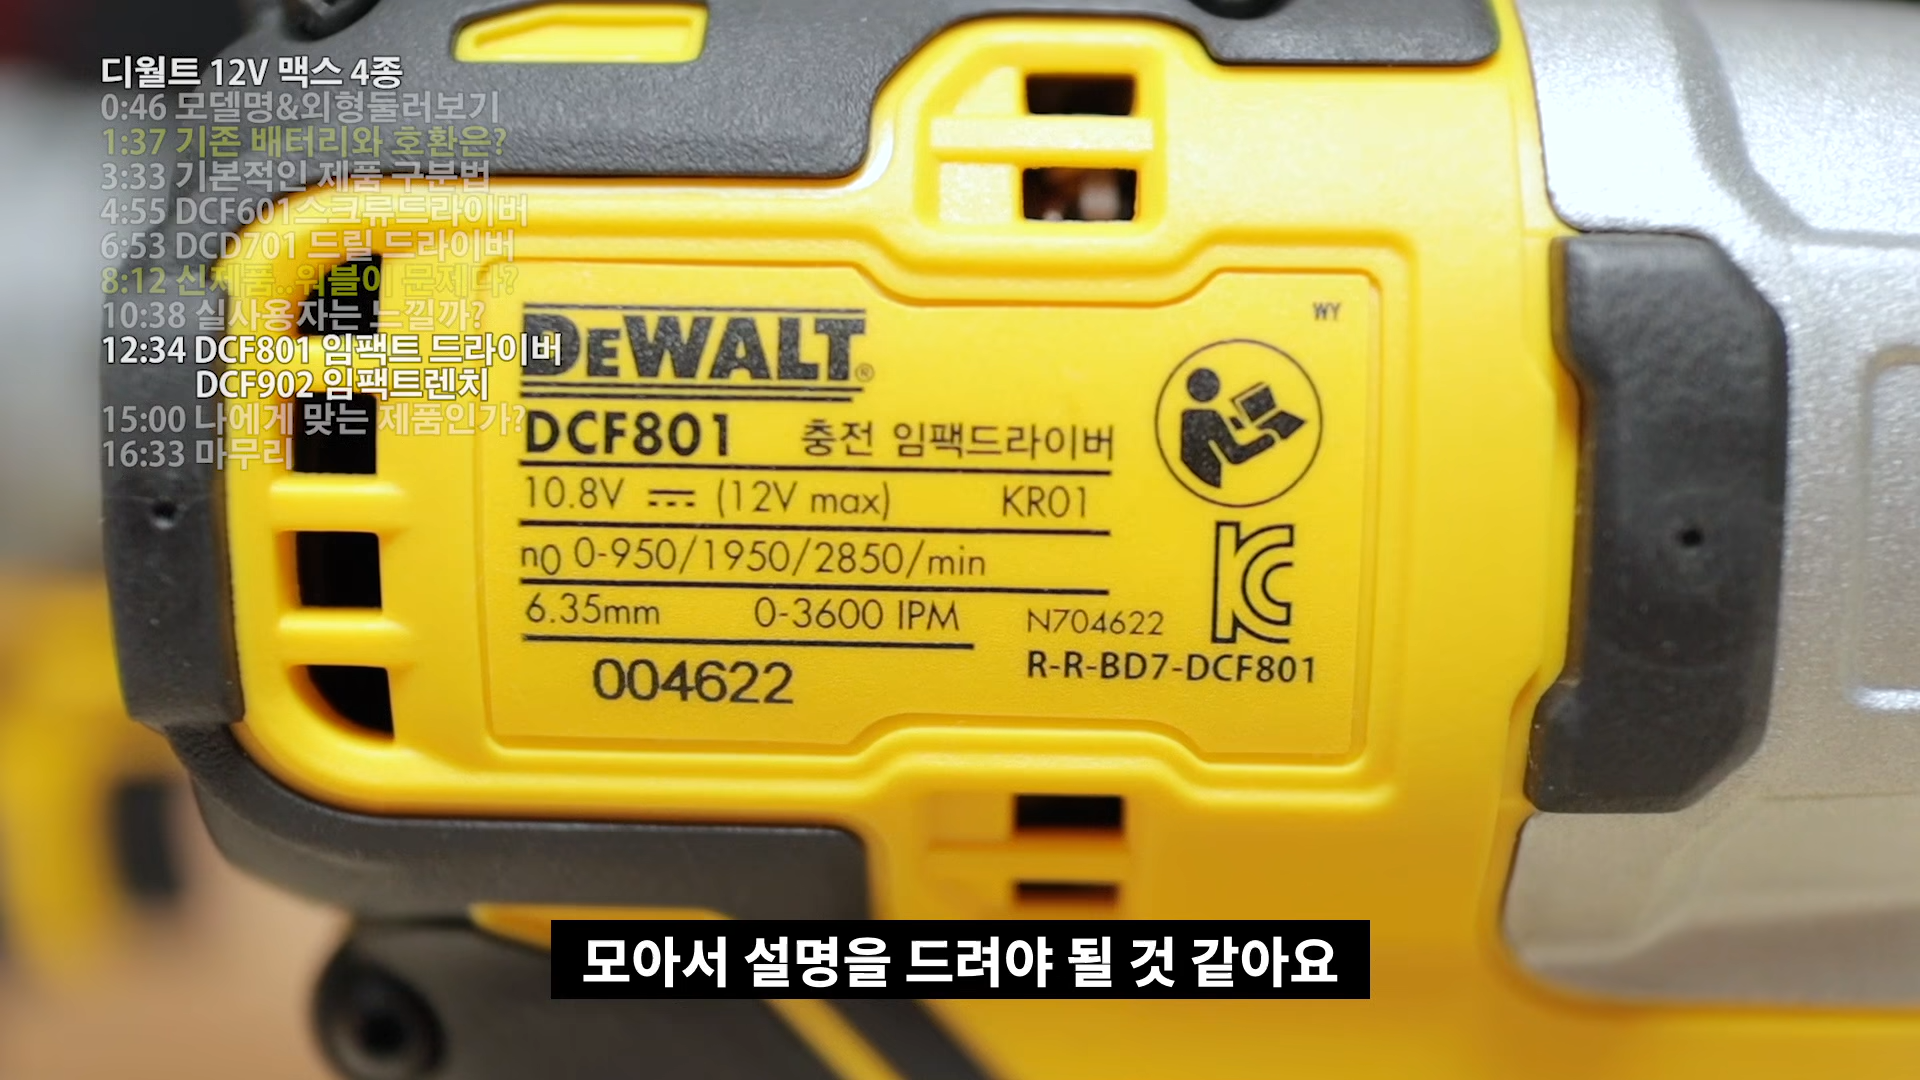 디월트 12V 맥스 4종
0:46 모델명&외형둘러보기
1:37 기존 배터리와 호환은?
3:33 기본적인 제품 구분법
4:55 DCF601스크류드라이버
6:53 DCD701 드릴 드라이버
8:12 신제품..워블이 문제다?
10:38 실사용자는 느낄까?
12:34 DCF801 임팩트 드라이버
DCF902 임팩트렌치
15:00 나에게 맞는 제품인가?
16:33 마무리
WY
DEWALT®
DCF801 충전 임팩드라이버
10.8V ⎓ (12V max) KR01
n0 0-950/1950/2850/min
6.35mm 0-3600 IPM N704622
004622 R-R-BD7-DCF801
KC
모아서 설명을 드려야 될 것 같아요